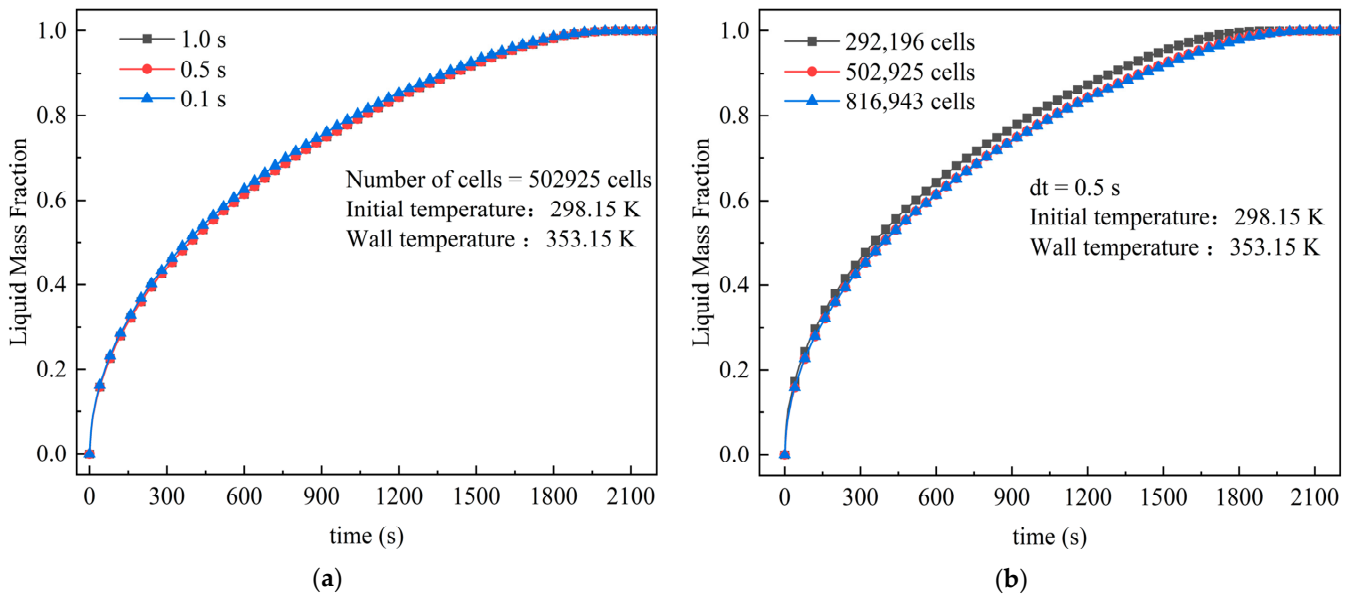 1.0
0.8
0.6
0.4
0.2
0.0
Liquid Mass Fraction
1.0 s
0.5 s
0.1 s
Number of cells = 502925 cells
Initial temperature：298.15 K
Wall temperature ：353.15 K
0 300 600 900 1200 1500 1800 2100
time (s)
(a)
1.0
0.8
0.6
0.4
0.2
0.0
Liquid Mass Fraction
292,196 cells
502,925 cells
816,943 cells
dt = 0.5 s
Initial temperature：298.15 K
Wall temperature ：353.15 K
0 300 600 900 1200 1500 1800 2100
time (s)
(b)